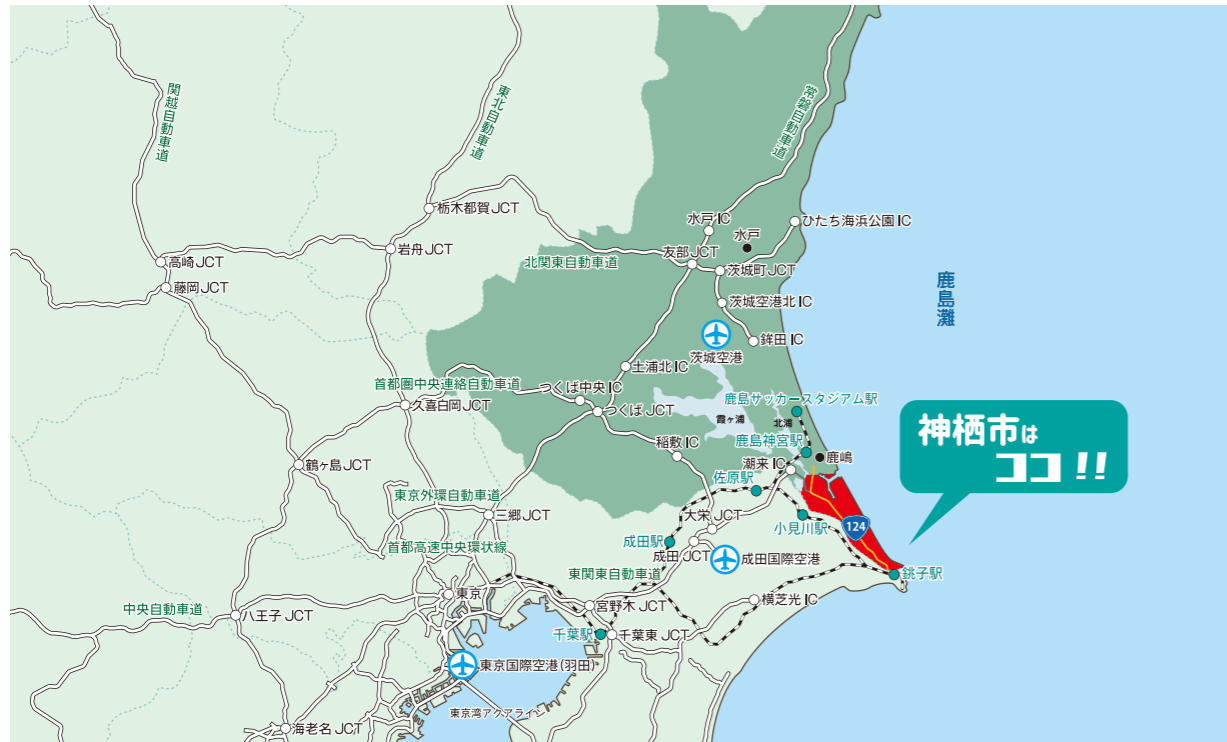 関越自動車道
東北自動車道
常磐自動車道
栃木都賀JCT
水戸IC
ひたち海浜公園IC
水戸
岩舟JCT
友部JCT
高崎JCT
北関東自動車道
茨城町JCT
藤岡JCT
鹿島灘
茨城空港北IC
鉾田IC
茨城空港
土浦北IC
首都圏中央連絡自動車道
つくば中央IC
久喜白岡JCT
つくばJCT
鹿島サッカースタジアム駅
霞ヶ浦
北浦
神栖市は
ココ!!
稲敷IC
鹿島神宮駅
鹿嶋
鶴ヶ島JCT
潮来IC
佐原駅
東京外環自動車道
三郷JCT
大栄JCT
小見川駅
124
成田駅
首都高速中央環状線
成田JCT
成田国際空港
東関東自動車道
銚子駅
東京
中央自動車道
八王子JCT
宮野木JCT
横芝光IC
千葉駅
千葉東JCT
東京国際空港(羽田)
東京湾アクアライン
海老名JCT